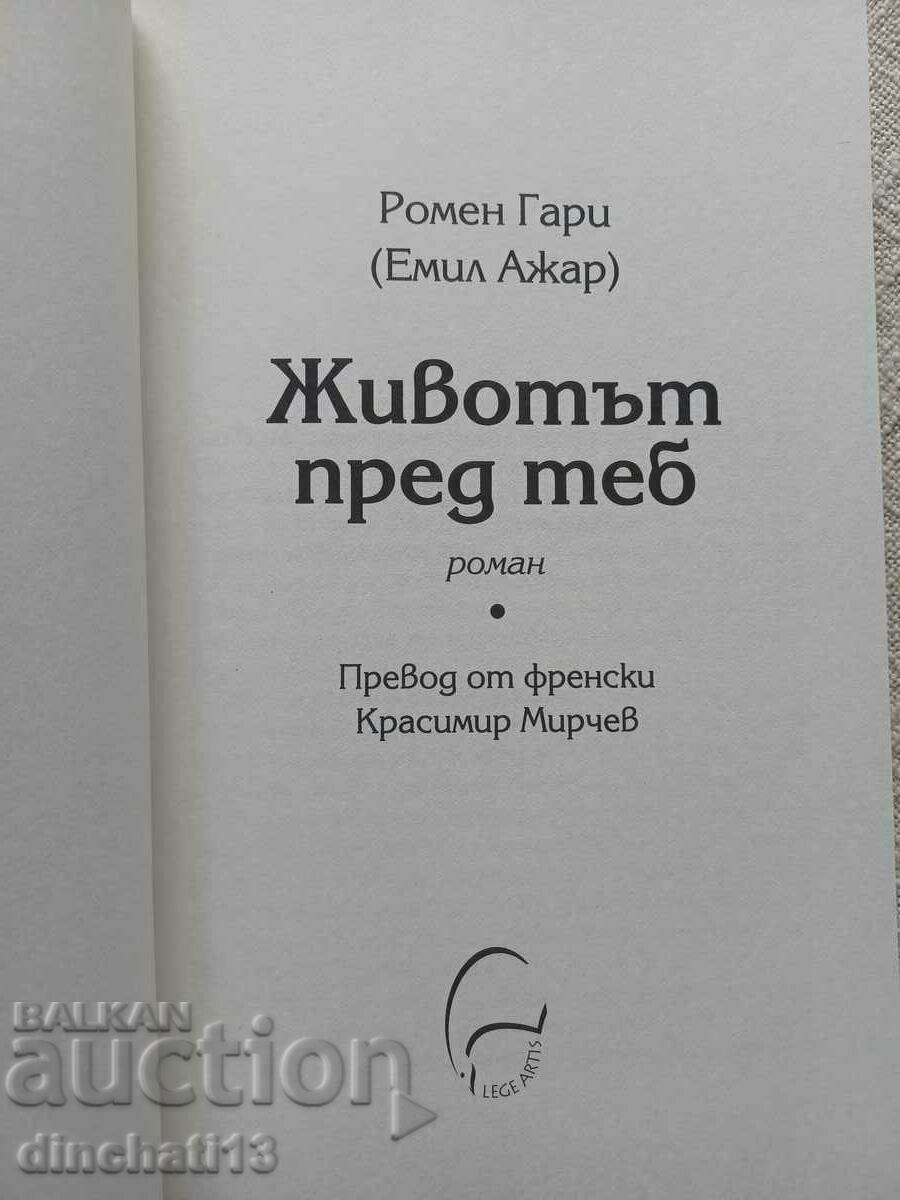 Ромен Гари
(Емил Ажар)
Животът
пред теб
роман
•
Превод от френски
Красимир Мирчев
LEGE ARTIS
BALKAN
auction
dinchati13